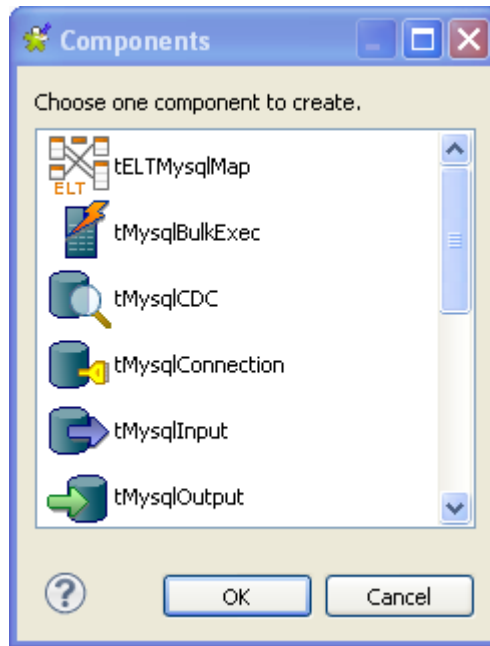 Components
Choose one component to create.
ELT
tELTMysqlMap
tMysqlBulkExec
tMysqlCDC
tMysqlConnection
tMysqlInput
tMysqlOutput
?
OK
Cancel